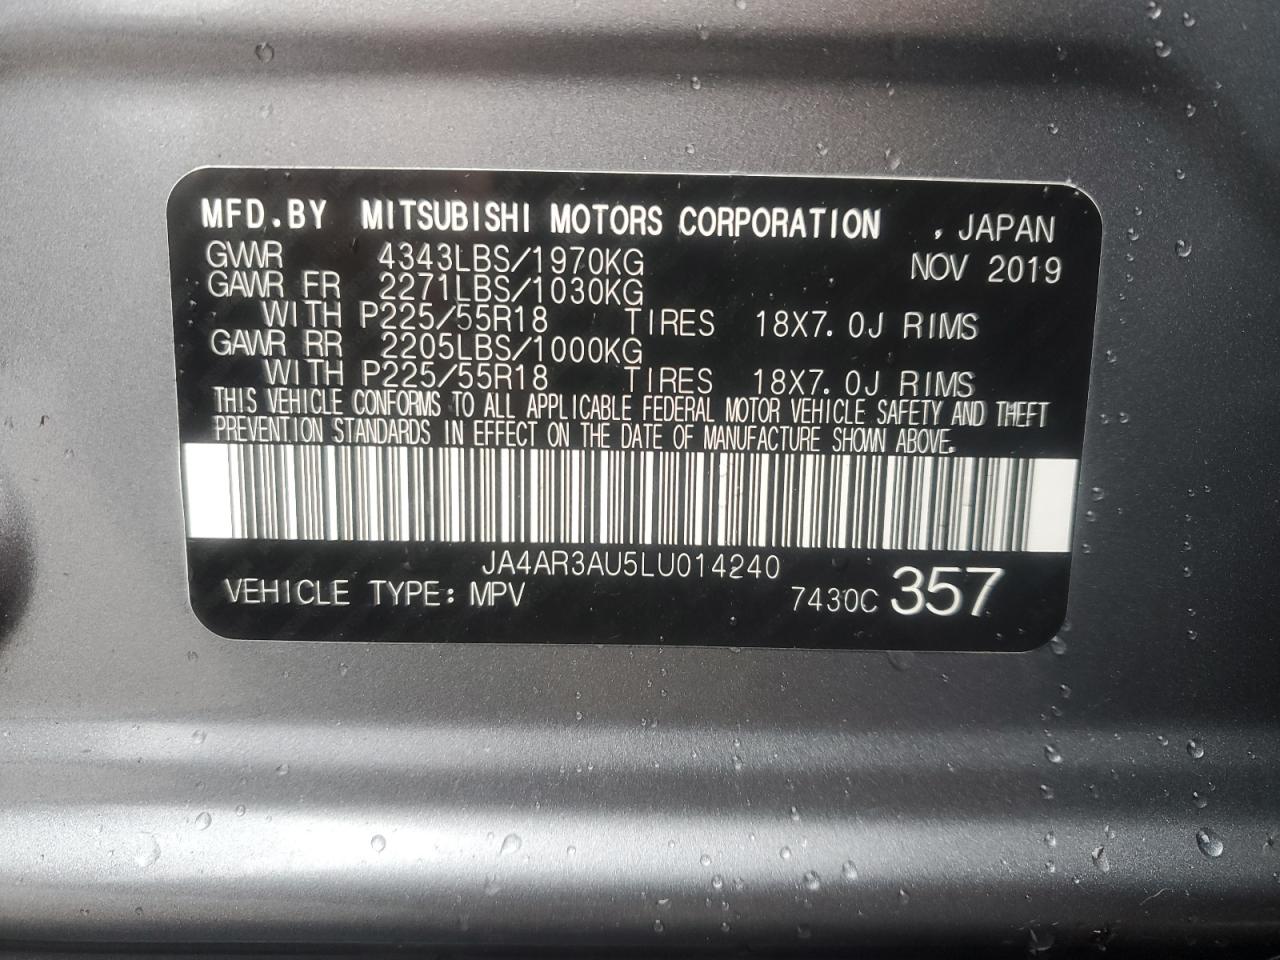 MFD.BY MITSUBISHI MOTORS CORPORATION , JAPAN
GWWR 4343LBS/1970KG NOV 2019
GAWR FR 2271LBS/1030KG
WITH P225/55R18 TIRES 18X7.0J RIMS
GAWR RR 2205LBS/1000KG
WITH P225/55R18 TIRES 18X7.0J RIMS
THIS VEHICLE CONFORMS TO ALL APPLICABLE FEDERAL MOTOR VEHICLE SAFETY AND THEFT
PREVENTION STANDARDS IN EFFECT ON THE DATE OF MANUFACTURE SHOWN ABOVE.
JA4AR3AU5LU014240
VEHICLE TYPE: MPV 7430C 357